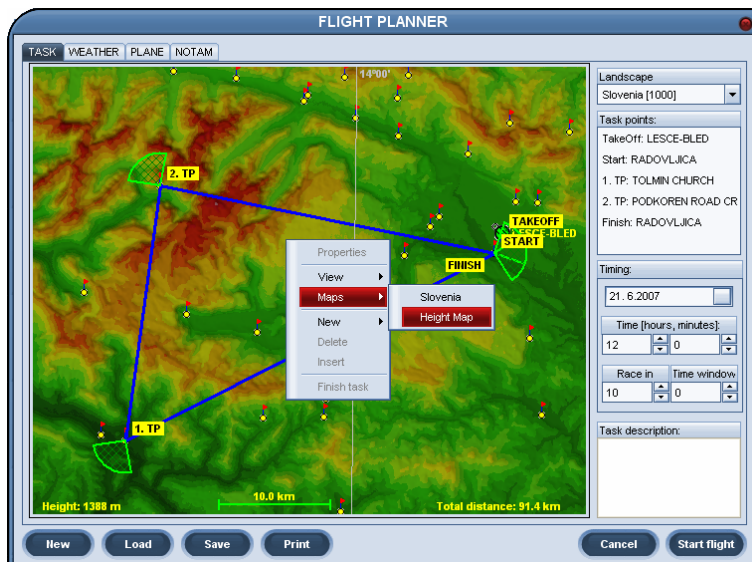 FLIGHT PLANNER
TASK WEATHER PLANE NOTAM
14°00'
2. TP
TAKEOFF
LESCE-BLED
START
FINISH
1. TP
Properties
View
Maps
New
Delete
Insert
Finish task
Slovenia
Height Map
Height: 1388 m
10.0 km
Total distance: 91.4 km
Landscape
Slovenia [1000]
Task points:
TakeOff: LESCE-BLED
Start: RADOVLJICA
1. TP: TOLMIN CHURCH
2. TP: PODKOREN ROAD CR
Finish: RADOVLJICA
Timing:
21. 6.2007
Time [hours, minutes]:
12 0
Race in Time window
10 0
Task description:
New Load Save Print Cancel Start flight